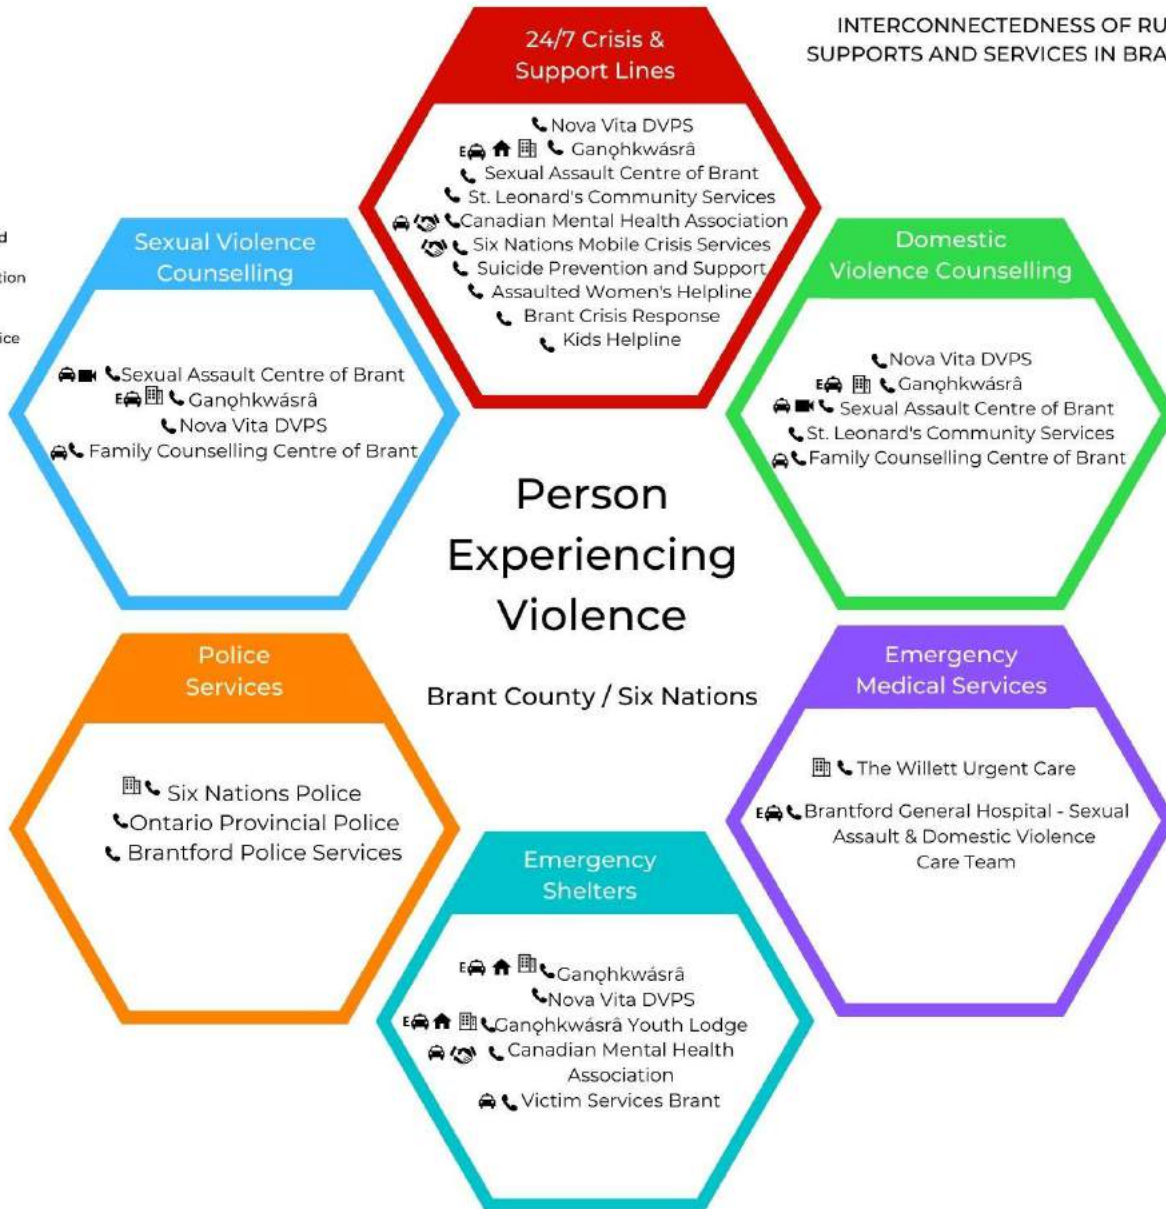 INTERCONNECTEDNESS OF RU
SUPPORTS AND SERVICES IN BRA
24/7 Crisis &
Support Lines
Nova Vita DVPS
E Ganǫhkwásrâ
Sexual Assault Centre of Brant
St. Leonard's Community Services
Canadian Mental Health Association
Six Nations Mobile Crisis Services
Suicide Prevention and Support
Assaulted Women's Helpline
Brant Crisis Response
Kids Helpline
Sexual Violence
Counselling
Sexual Assault Centre of Brant
E Ganǫhkwásrâ
Nova Vita DVPS
Family Counselling Centre of Brant
Domestic
Violence Counselling
Nova Vita DVPS
E Ganǫhkwásrâ
Sexual Assault Centre of Brant
St. Leonard's Community Services
Family Counselling Centre of Brant
Person
Experiencing
Violence
Brant County / Six Nations
Police
Services
Six Nations Police
Ontario Provincial Police
Brantford Police Services
Emergency
Medical Services
The Willett Urgent Care
E Brantford General Hospital - Sexual
Assault & Domestic Violence
Care Team
Emergency
Shelters
E Ganǫhkwásrâ
Nova Vita DVPS
E Ganǫhkwásrâ Youth Lodge
Canadian Mental Health
Association
Victim Services Brant